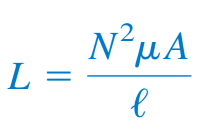 L = N²μA / ℓ